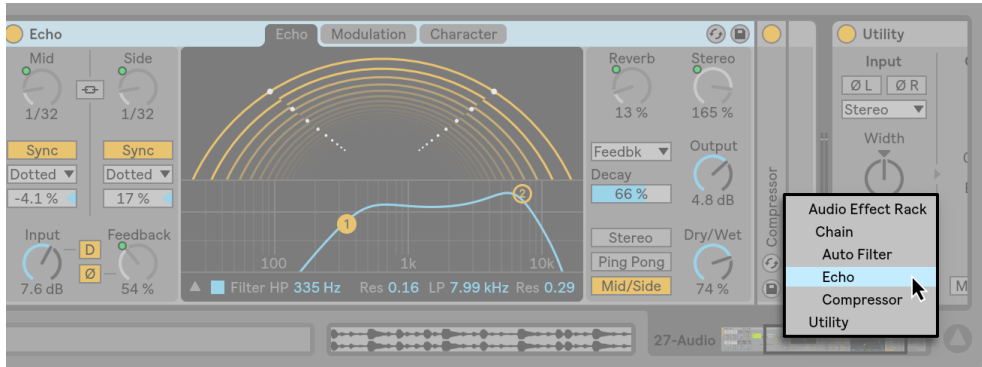 Echo
Echo Modulation Character
Utility
Mid Side
1/32 1/32
Sync Sync
Dotted Dotted
-4.1 % 17 %
Input Feedback
D
Ø
7.6 dB 54 %
1
2
100 1k 10k
Filter HP 335 Hz Res 0.16 LP 7.99 kHz Res 0.29
Reverb Stereo
13 % 165 %
Feedbk Output
Decay
66 % 4.8 dB
Stereo Dry/Wet
Ping Pong
Mid/Side 74 %
Compressor
Input
Ø L Ø R
Stereo
Width
Audio Effect Rack
Chain
Auto Filter
Echo
Compressor
Utility
M
27-Audio